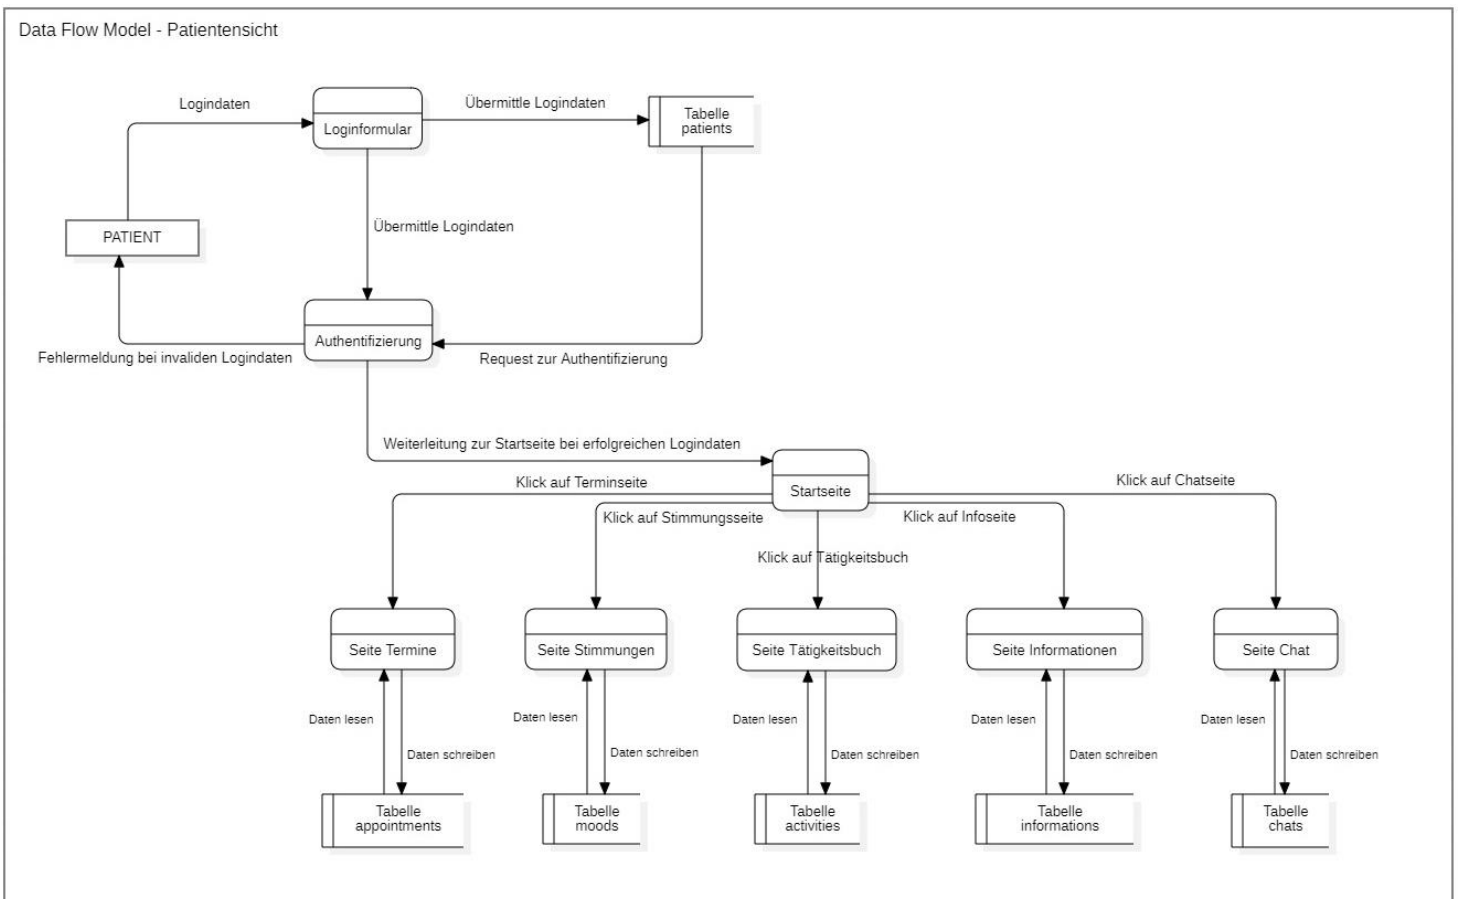 Data Flow Model - Patientensicht
Logindaten
Übermittle Logindaten
Loginformular
Tabelle
patients
Übermittle Logindaten
PATIENT
Authentifizierung
Fehlermeldung bei invaliden Logindaten
Request zur Authentifizierung
Weiterleitung zur Startseite bei erfolgreichen Logindaten
Startseite
Klick auf Terminseite
Klick auf Chatseite
Klick auf Stimmungsseite
Klick auf Infoseite
Klick auf Tätigkeitsbuch
Seite Termine
Seite Stimmungen
Seite Tätigkeitsbuch
Seite Informationen
Seite Chat
Daten lesen
Daten schreiben
Daten lesen
Daten schreiben
Daten lesen
Daten schreiben
Daten lesen
Daten schreiben
Daten lesen
Daten schreiben
Tabelle
appointments
Tabelle
moods
Tabelle
activities
Tabelle
informations
Tabelle
chats